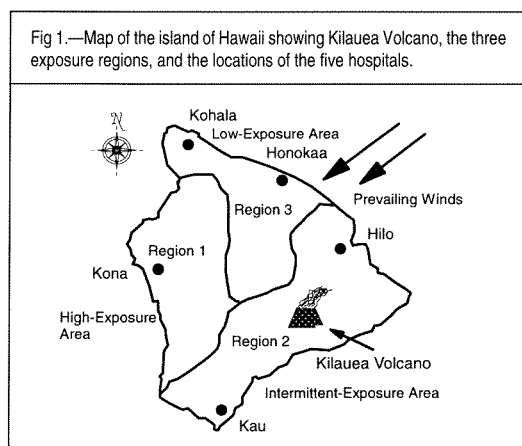 Fig 1.—Map of the island of Hawaii showing Kilauea Volcano, the three
exposure regions, and the locations of the five hospitals.
N
Kohala
Low-Exposure Area
Honokaa
Prevailing Winds
Region 3
Hilo
Region 1
Kona
High-Exposure
Area
Region 2
Kilauea Volcano
Intermittent-Exposure Area
Kau